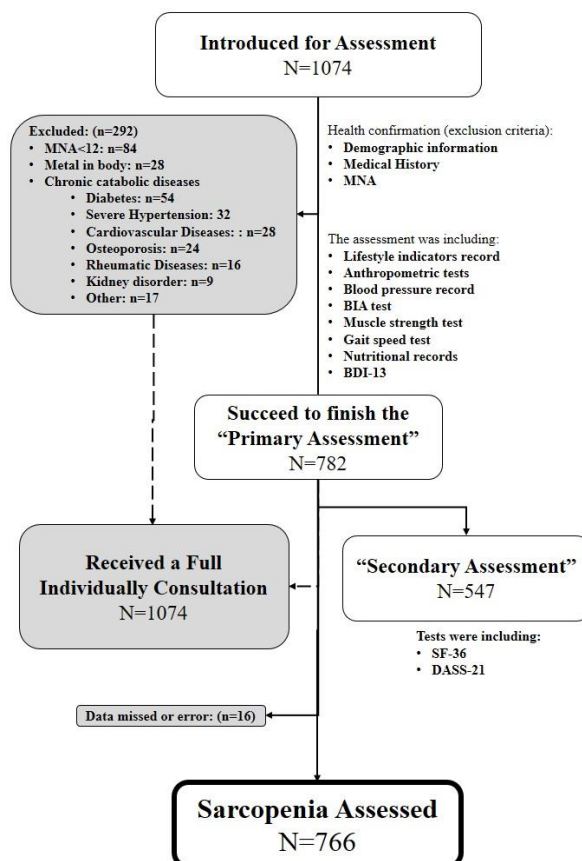 Introduced for Assessment
N=1074
Excluded: (n=292)
• MNA<12: n=84
• Metal in body: n=28
• Chronic catabolic diseases
• Diabetes: n=54
• Severe Hypertension: 32
• Cardiovascular Diseases: : n=28
• Osteoporosis: n=24
• Rheumatic Diseases: n=16
• Kidney disorder: n=9
• Other: n=17
Health confirmation (exclusion criteria):
• Demographic information
• Medical History
• MNA
The assessment was including:
• Lifestyle indicators record
• Anthropometric tests
• Blood pressure record
• BIA test
• Muscle strength test
• Gait speed test
• Nutritional records
• BDI-13
Succeed to finish the
“Primary Assessment”
N=782
Received a Full
Individually Consultation
N=1074
“Secondary Assessment”
N=547
Tests were including:
• SF-36
• DASS-21
Data missed or error: (n=16)
Sarcopenia Assessed
N=766